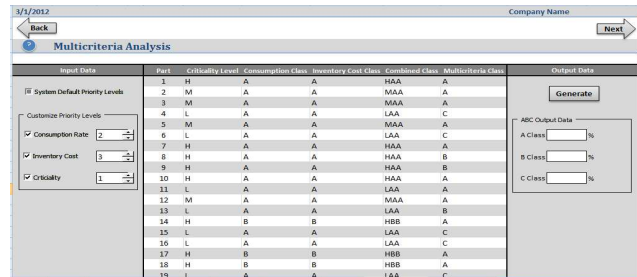 3/1/2012 Company Name
Back Next
? Multicriteria Analysis
Input Data
System Default Priority Levels
Customize Priority Levels
Consumption Rate 2
Inventory Cost 3
Criticiality 1
Part Criticality Level Consumption Class Inventory Cost Class Combined Class Multicriteria Class
1 H A A HAA A
2 M A A MAA A
3 M A A MAA A
4 L A A LAA C
5 M A A MAA A
6 L A A LAA C
7 H A A HAA A
8 H A A HAA B
9 H A A HAA B
10 H A A HAA A
11 L A A LAA A
12 M A A MAA A
13 L A A LAA B
14 H B B HBB A
15 L A A LAA C
16 L A A LAA C
17 H B B HBB A
18 H B B HBB A
19 L A A LAA C
Output Data
Generate
ABC Output Data
A Class %
B Class %
C Class %